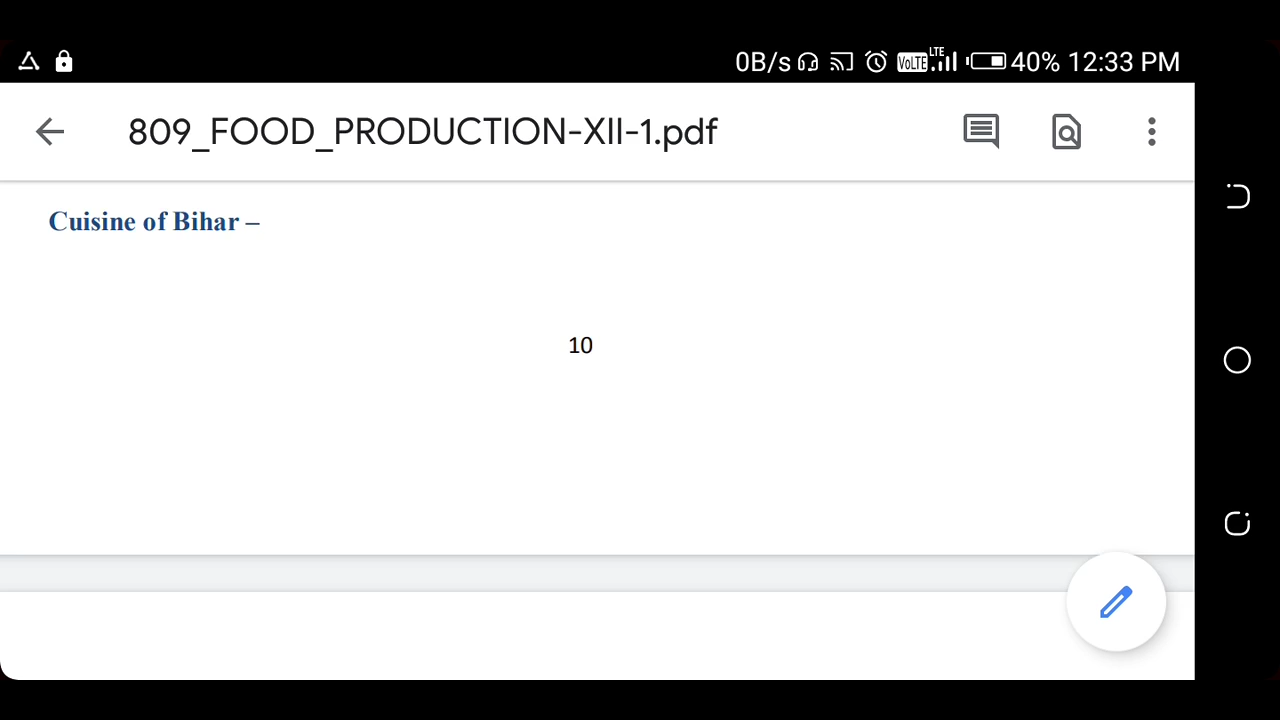 0B/s VoLTE LTE 40% 12:33 PM
809_FOOD_PRODUCTION-XII-1.pdf
Cuisine of Bihar –
10